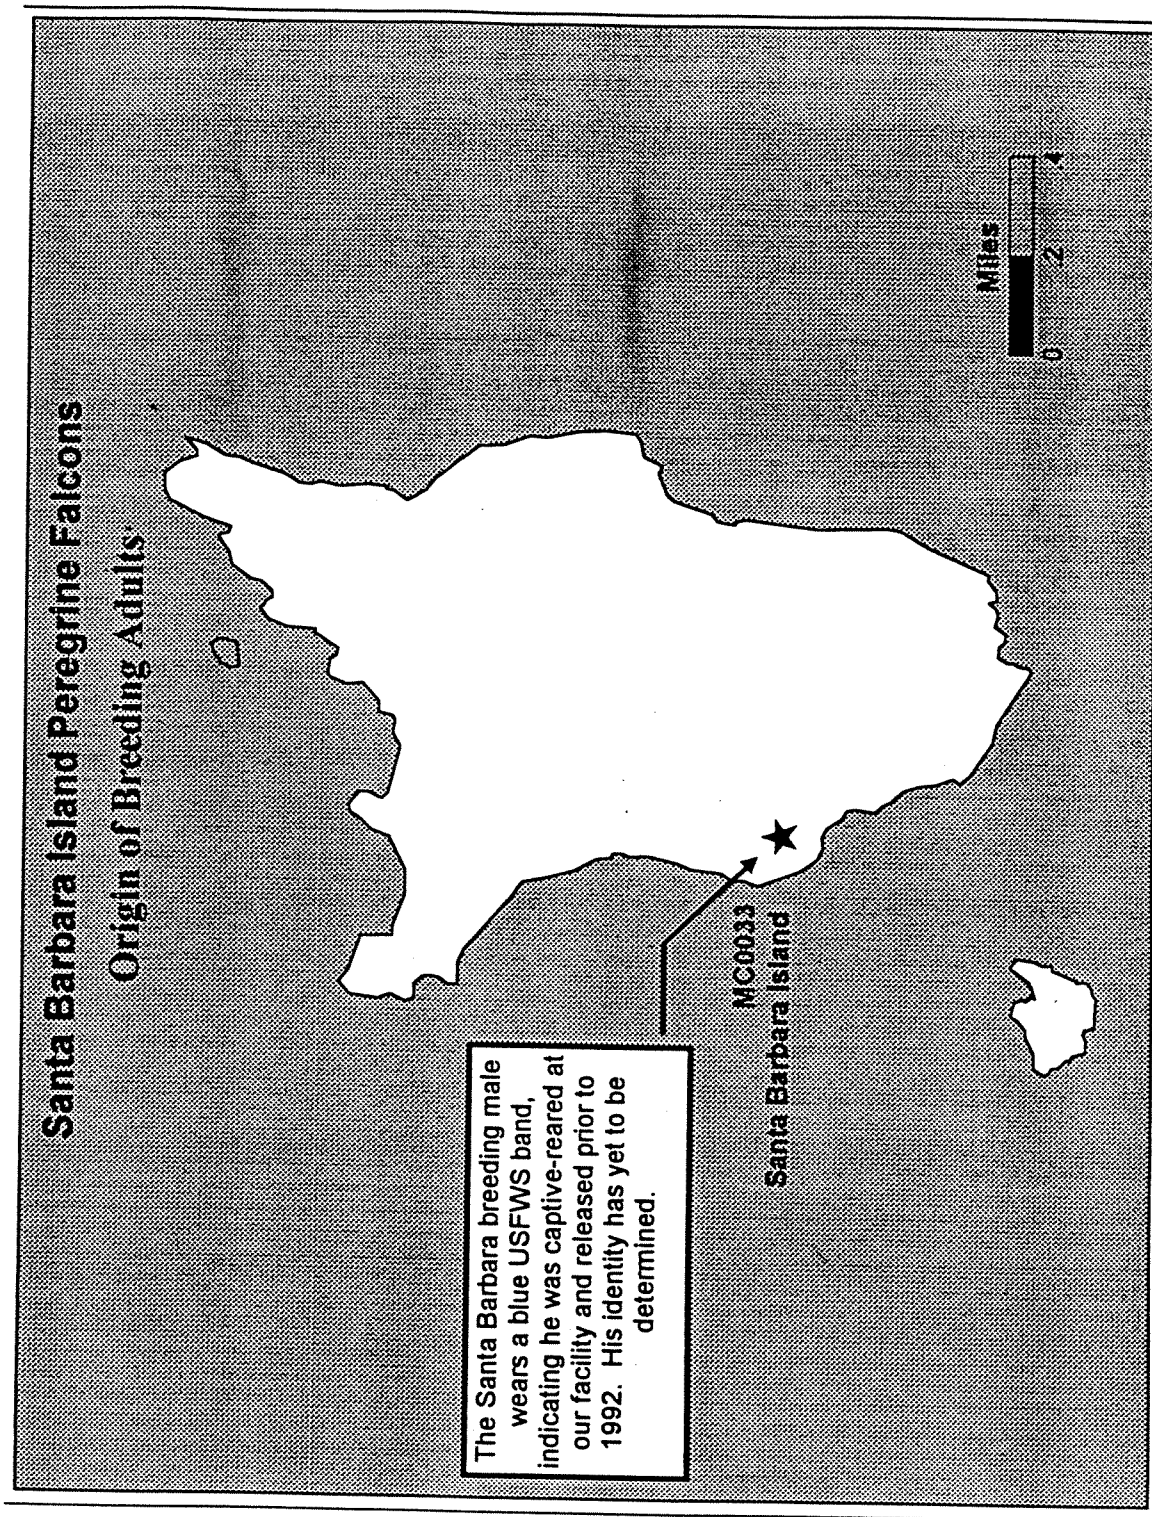 Santa Barbara Island Peregrine Falcons
Origin of Breeding Adults
The Santa Barbara breeding male
wears a blue USFWS band,
indicating he was captive-reared at
our facility and released prior to
1992. His identity has yet to be
determined.
MC0033
Santa Barbara Island
Miles
0 .2 .4